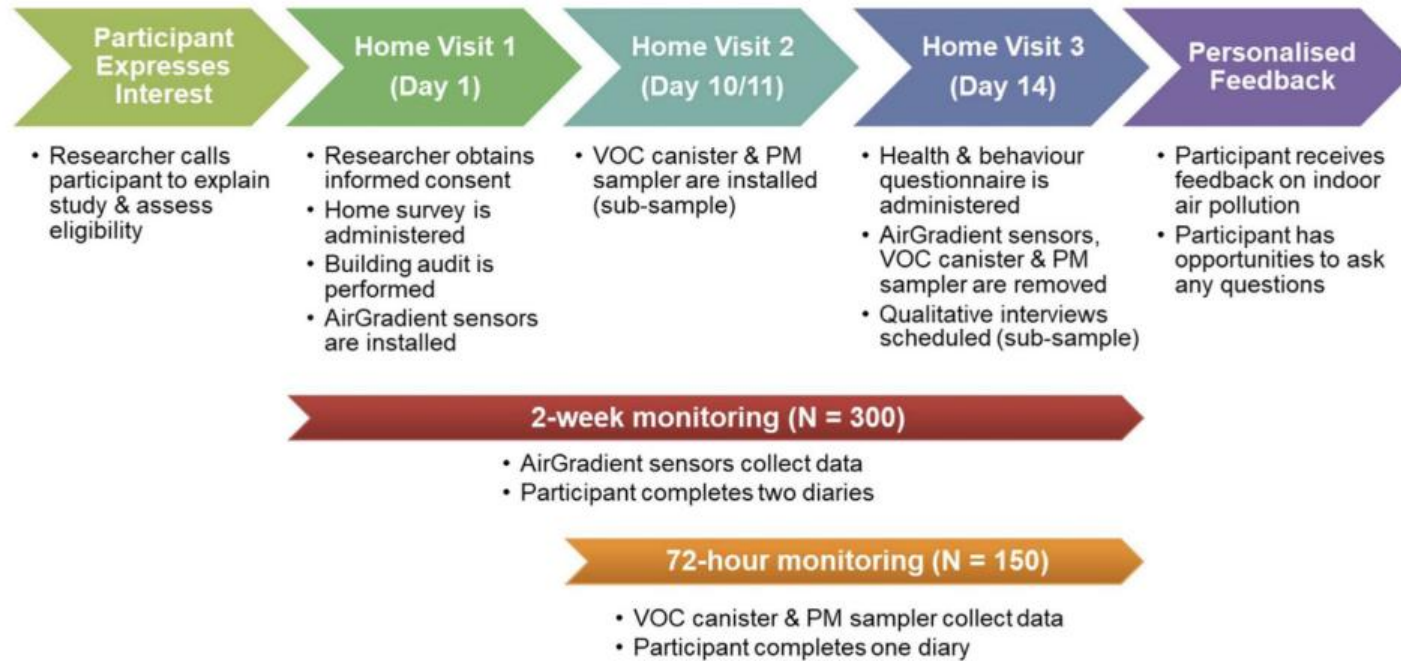 Participant
Expresses
Interest
Home Visit 1
(Day 1)
Home Visit 2
(Day 10/11)
Home Visit 3
(Day 14)
Personalised
Feedback
• Researcher calls
participant to explain
study & assess
eligibility
• Researcher obtains
informed consent
• Home survey is
administered
• Building audit is
performed
• AirGradient sensors
are installed
• VOC canister & PM
sampler are installed
(sub-sample)
• Health & behaviour
questionnaire is
administered
• AirGradient sensors,
VOC canister & PM
sampler are removed
• Qualitative interviews
scheduled (sub-sample)
• Participant receives
feedback on indoor
air pollution
• Participant has
opportunities to ask
any questions
2-week monitoring (N = 300)
• AirGradient sensors collect data
• Participant completes two diaries
72-hour monitoring (N = 150)
• VOC canister & PM sampler collect data
• Participant completes one diary